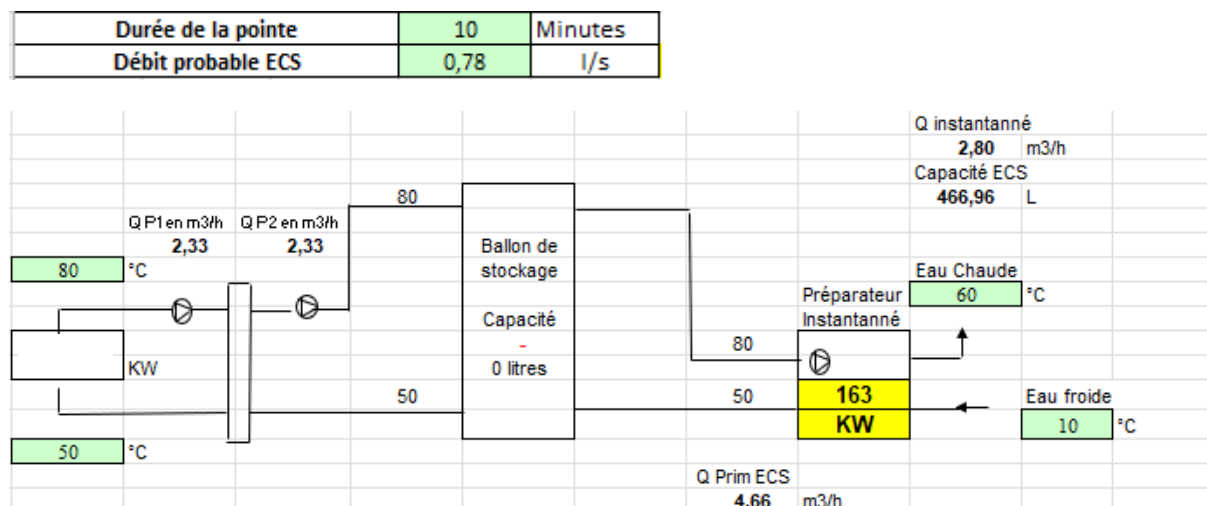 Durée de la pointe 10 Minutes
Débit probable ECS 0,78 l/s
Q instantanné
2,80 m3/h
Capacité ECS
80 466,96 L
Q P1 en m3/h Q P2 en m3/h
2,33 2,33 Ballon de
80 °C stockage Eau Chaude
Préparateur 60 °C
Capacité Instantanné
- 80
KW 0 litres
50 50 163 Eau froide
KW 10 °C
50 °C
Q Prim ECS
4,66 m3/h